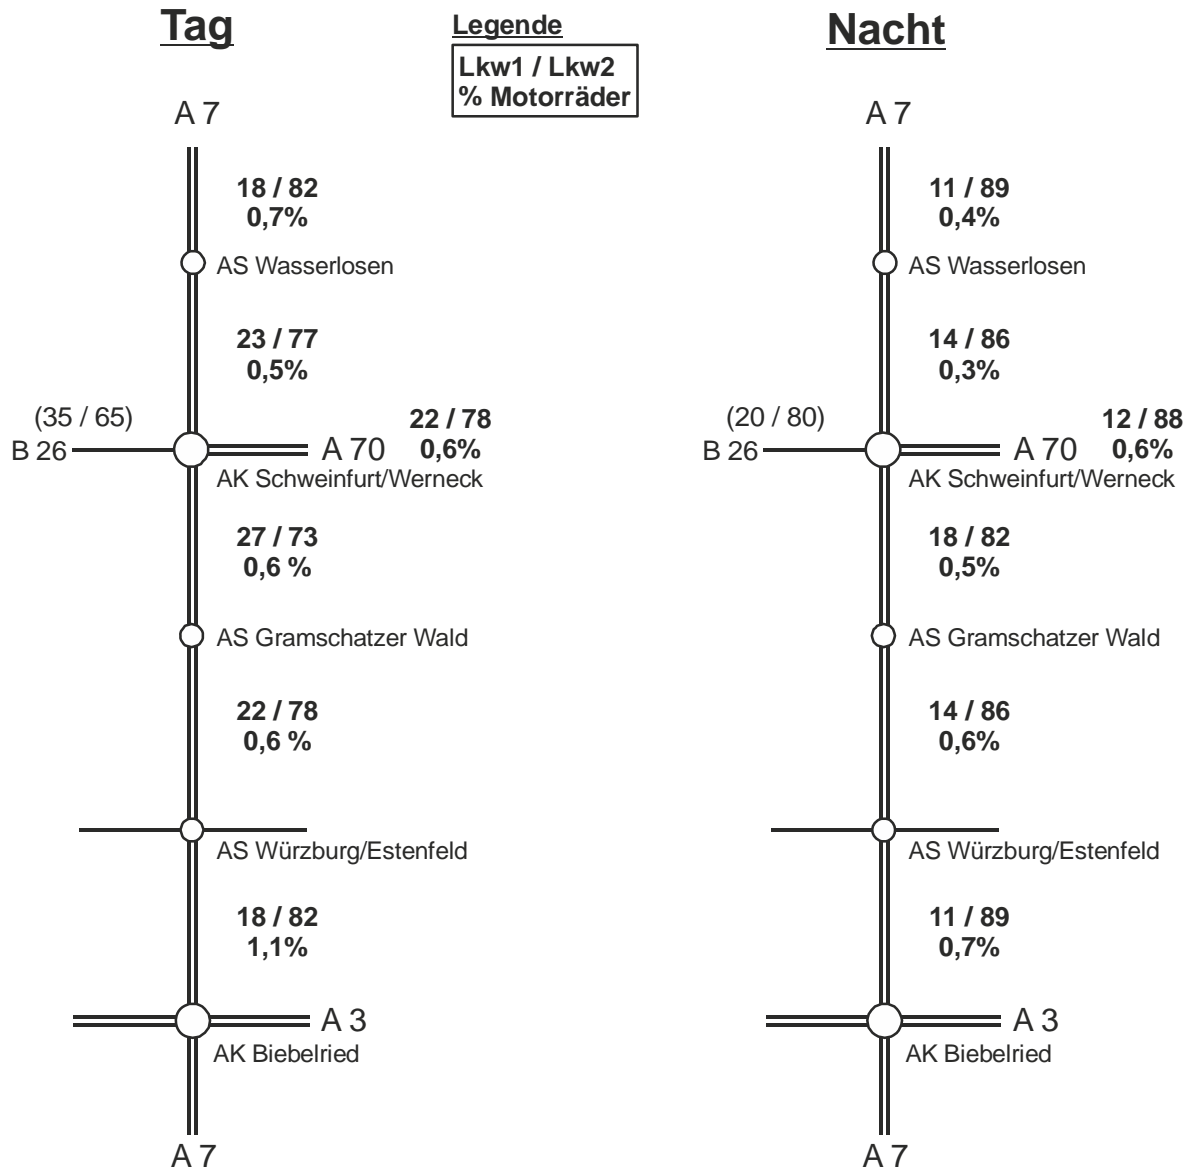 Tag
Legende
Lkw1 / Lkw2
% Motorräder
A 7
18 / 82
0,7%
AS Wasserlosen
23 / 77
0,5%
(35 / 65)
B 26
A 70
22 / 78
0,6%
AK Schweinfurt/Werneck
27 / 73
0,6 %
AS Gramschatzer Wald
22 / 78
0,6 %
AS Würzburg/Estenfeld
18 / 82
1,1%
A 3
AK Biebelried
A 7
Nacht
A 7
11 / 89
0,4%
AS Wasserlosen
14 / 86
0,3%
(20 / 80)
B 26
A 70
12 / 88
0,6%
AK Schweinfurt/Werneck
18 / 82
0,5%
AS Gramschatzer Wald
14 / 86
0,6%
AS Würzburg/Estenfeld
11 / 89
0,7%
A 3
AK Biebelried
A 7